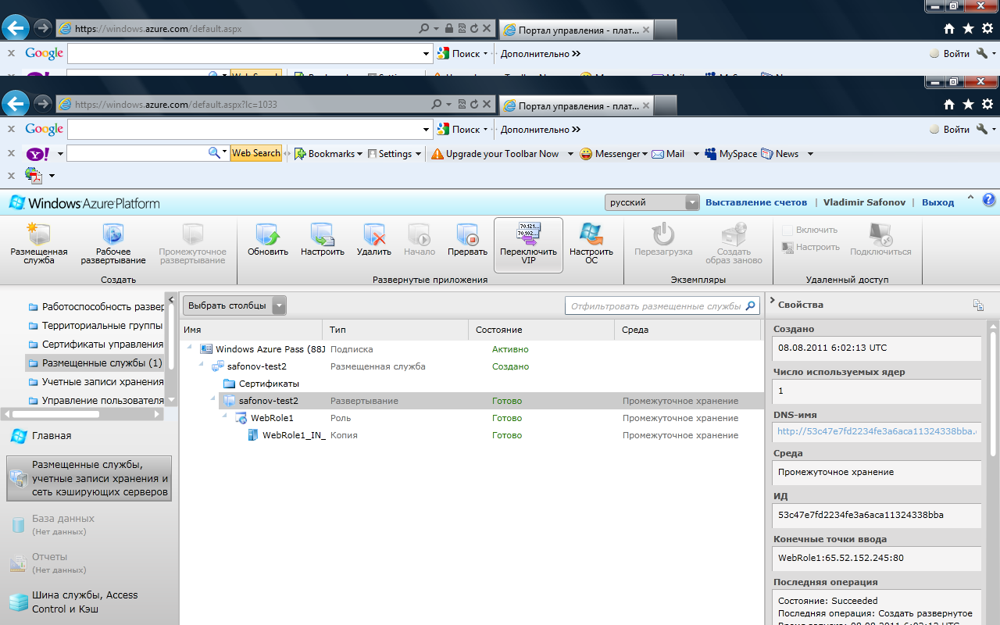 https://windows.azure.com/default.aspx
Портал управления - плат...
Google
Поиск
Дополнительно
Войти
https://windows.azure.com/default.aspx?lc=1033
Портал управления - плат...
Google
Поиск
Дополнительно
Войти
Y!
Web Search
Bookmarks
Settings
Upgrade your Toolbar Now
Messenger
Mail
MySpace
News
Windows Azure Platform
русский
Выставление счетов | Vladimir Safonov | Выход
Размещенная
служба
Рабочее
развертывание
Промежуточное
развертывание
Создать
Обновить
Настроить
Удалить
Начало
Прервать
70.121...
70.102...
Переключить
VIP
Настроить
ОС
Развернутые приложения
Перезагрузка
Создать
образ заново
Экземпляры
Включить
Настроить
Подключиться
Удаленный доступ
Работоспособность развер
Территориальные группы
Сертификаты управления
Размещенные службы (1)
Учетные записи хранения
Управление пользователя
Главная
Размещенные службы,
учетные записи хранения и
сеть кэширующих серверов
База данных
(Нет данных)
Отчеты
(Нет данных)
Шина службы, Access
Control и Кэш
Выбрать столбцы
Отфильтровать размещенные службы
Имя Тип Состояние Среда
Windows Azure Pass (88J Подписка Активно
safonov-test2 Размещенная служба Создано
Сертификаты
safonov-test2 Развертывание Готово Промежуточное хранение
WebRole1 Роль Готово Промежуточное хранение
WebRole1_IN_ Копия Готово Промежуточное хранение
Свойства
Создано
08.08.2011 6:02:13 UTC
Число используемых ядер
1
DNS-имя
http://53c47e7fd2234fe3a6aca11324338bba.
Среда
Промежуточное хранение
ИД
53c47e7fd2234fe3a6aca11324338bba
Конечные точки ввода
WebRole1:65.52.152.245:80
Последняя операция
Состояние: Succeeded
Последняя операция: Создать развернутое